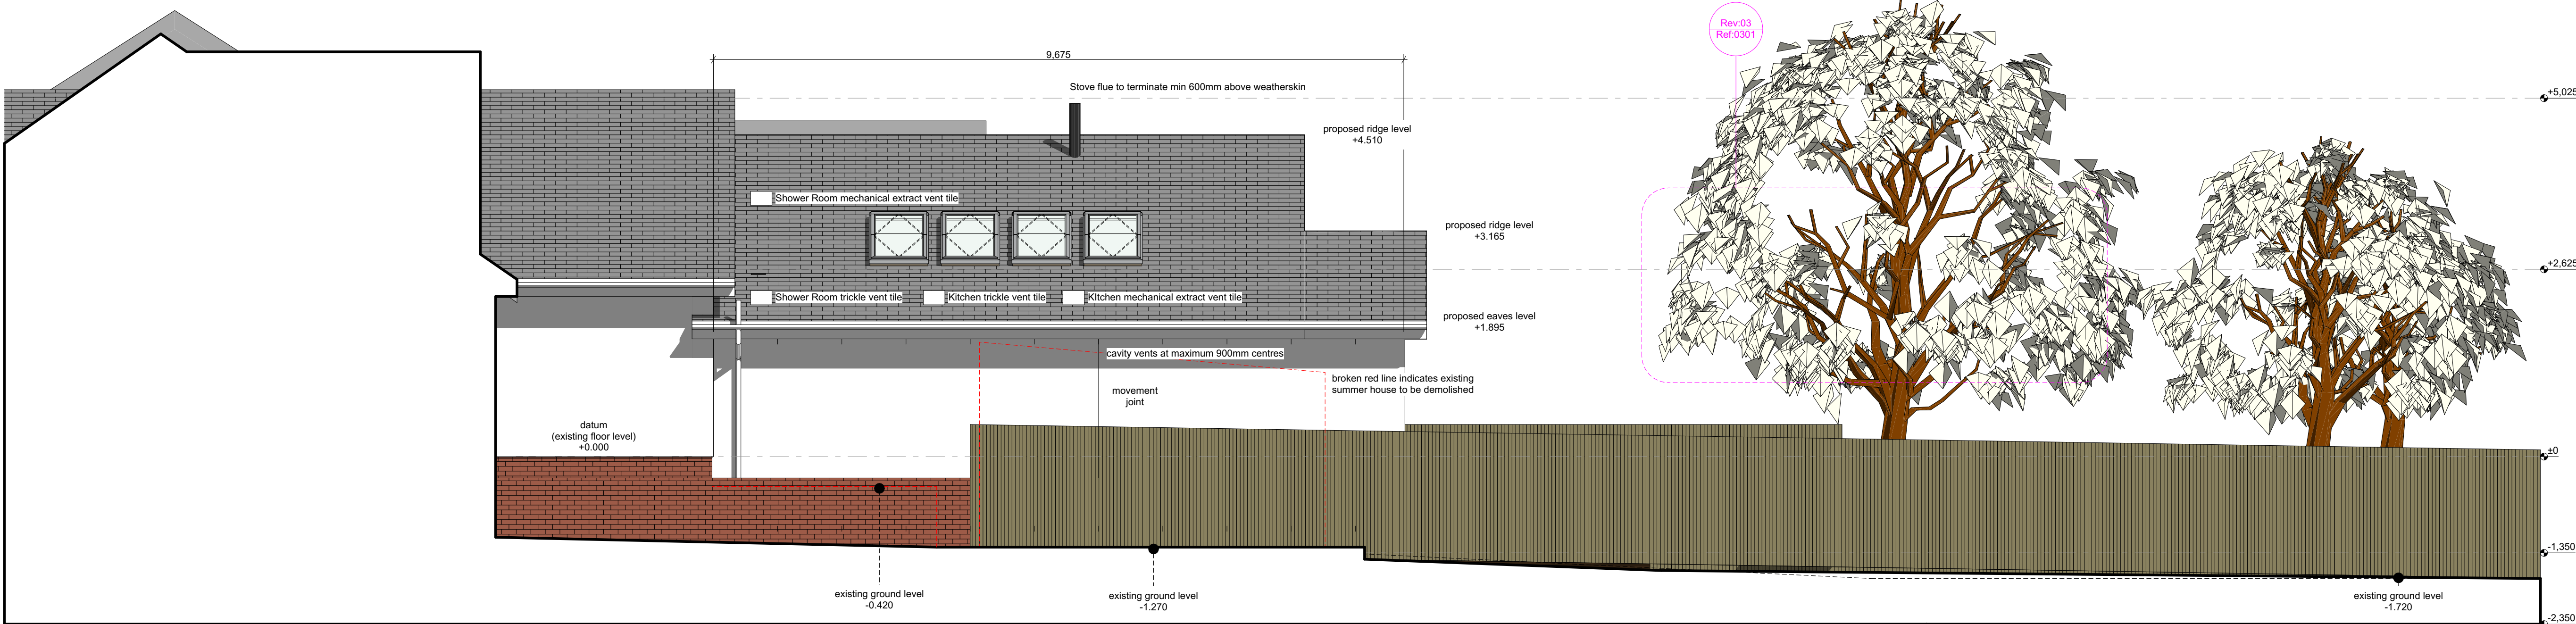 Rev:03
Ref:0301
9,675
Stove flue to terminate min 600mm above weatherskin
+5,025
proposed ridge level
+4.510
Shower Room mechanical extract vent tile
proposed ridge level
+3.165
+2,625
Shower Room trickle vent tile
Kitchen trickle vent tile
KItchen mechanical extract vent tile
proposed eaves level
+1.895
cavity vents at maximum 900mm centres
broken red line indicates existing
summer house to be demolished
movement
joint
datum
(existing floor level)
+0.000
±0
-1,350
existing ground level
-0.420
existing ground level
-1.270
existing ground level
-1.720
-2,350